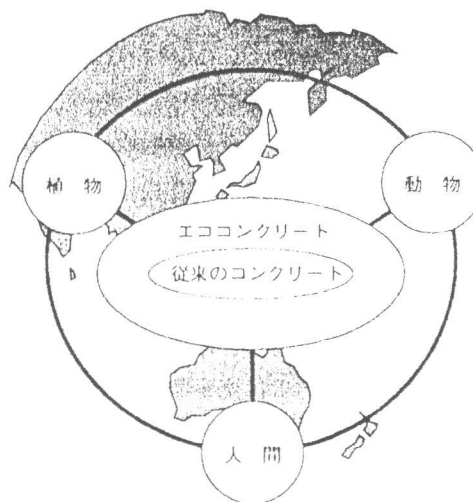 植物
動物
エココンクリート
従来のコンクリート
人間